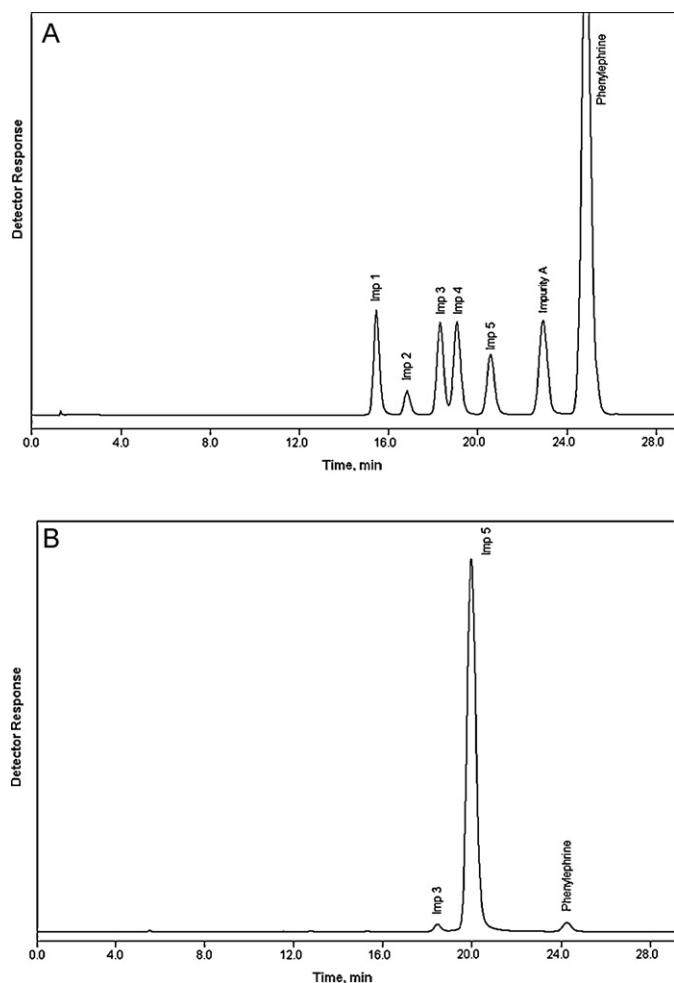 A
Detector Response
Imp 1
Imp 2
Imp 3
Imp 4
Imp 5
Impurity A
Phenylephrine
0.0 4.0 8.0 12.0 16.0 20.0 24.0 28.0
Time, min
B
Detector Response
Imp 3
Imp 5
Phenylephrine
0.0 4.0 8.0 12.0 16.0 20.0 24.0 28.0
Time, min